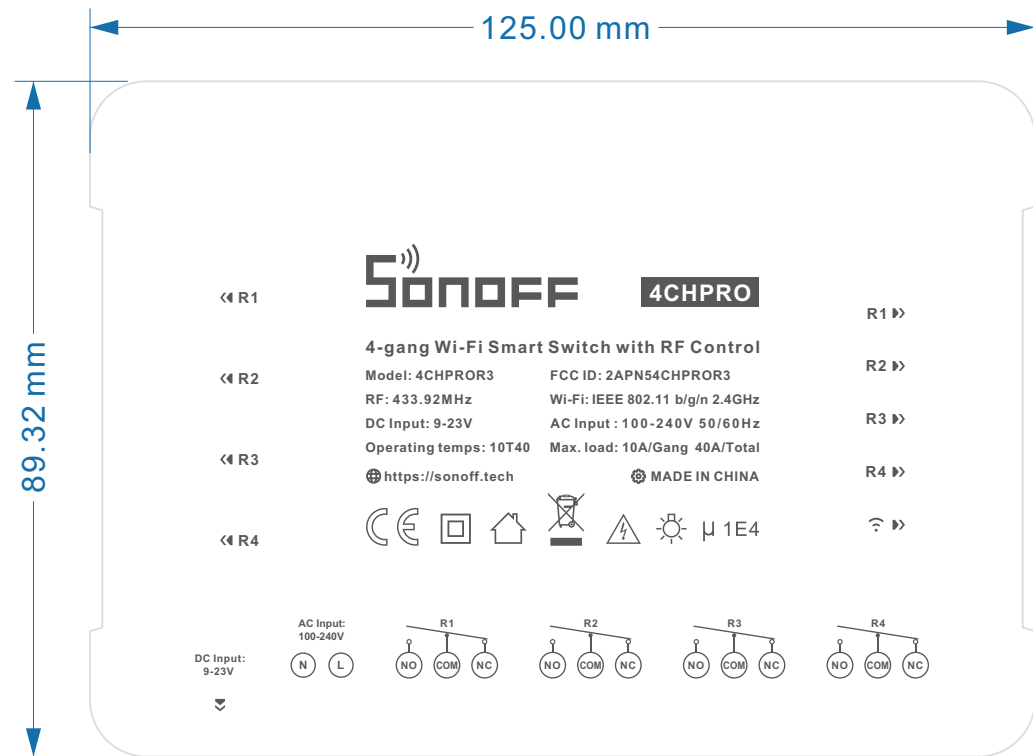 125.00 mm
89.32 mm
SONOFF
4CHPRO
R1
R2
R3
R4
R1
R2
R3
R4
4-gang Wi-Fi Smart Switch with RF Control
Model: 4CHPROR3 FCC ID: 2APN54CHPROR3
RF: 433.92MHz Wi-Fi: IEEE 802.11 b/g/n 2.4GHz
DC Input: 9-23V AC Input : 100-240V 50/60Hz
Operating temps: 10T40 Max. load: 10A/Gang 40A/Total
https://sonoff.tech MADE IN CHINA
CE
μ 1E4
DC Input:
9-23V
AC Input:
100-240V
N L
R1
NO COM NC
R2
NO COM NC
R3
NO COM NC
R4
NO COM NC